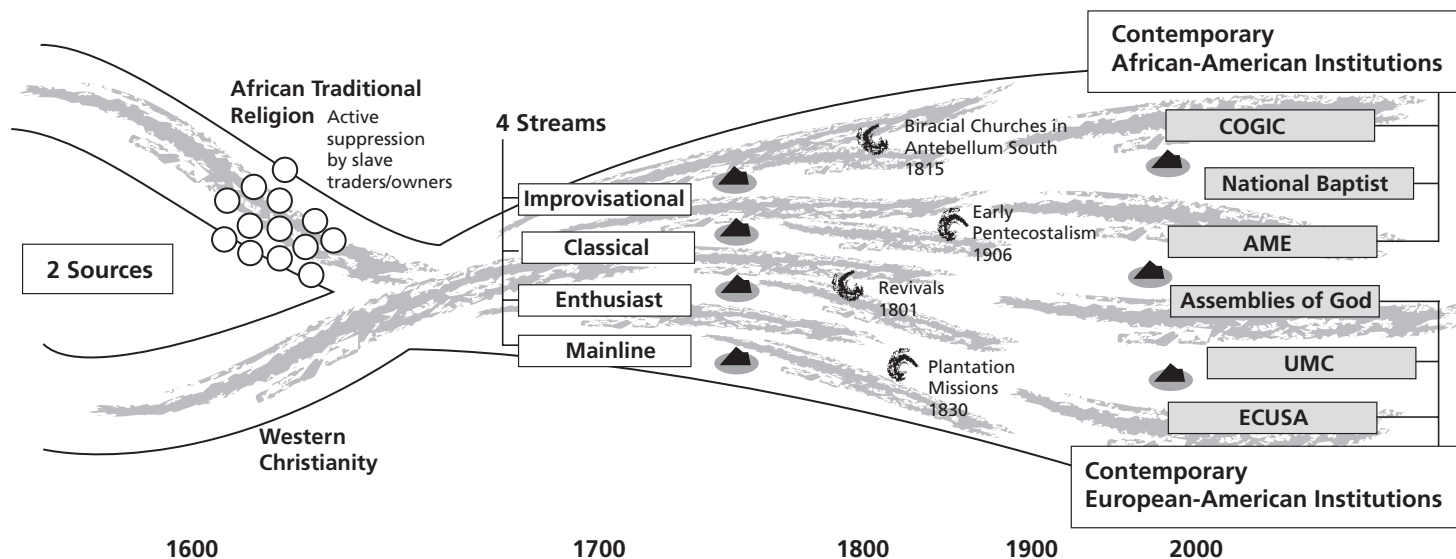 Contemporary
African-American Institutions
African Traditional
Religion Active
suppression
by slave
traders/owners
4 Streams
Biracial Churches in
Antebellum South
1815
COGIC
National Baptist
Improvisational
Early
Pentecostalism
1906
AME
Classical
2 Sources
Revivals
1801
Assemblies of God
Enthusiast
Mainline
Plantation
Missions
1830
UMC
ECUSA
Western
Christianity
Contemporary
European-American Institutions
1600 1700 1800 1900 2000